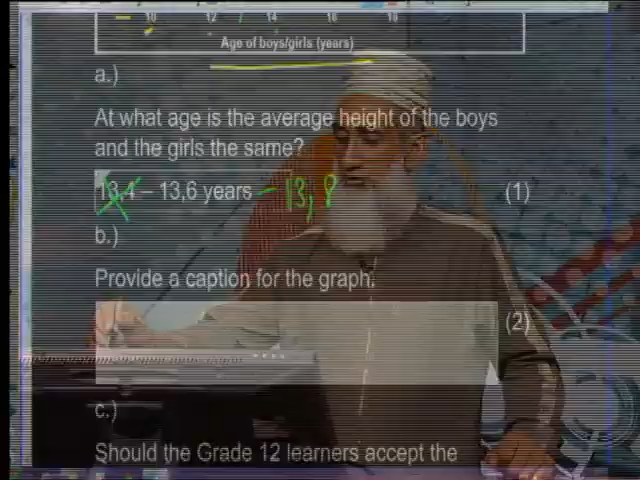 10 12 14 16 18
Age of boys/girls (years)
a.)
At what age is the average height of the boys
and the girls the same?
13,4 – 13,6 years – 13, 8
(1)
b.)
Provide a caption for the graph.
(2)
c.)
Should the Grade 12 learners accept the